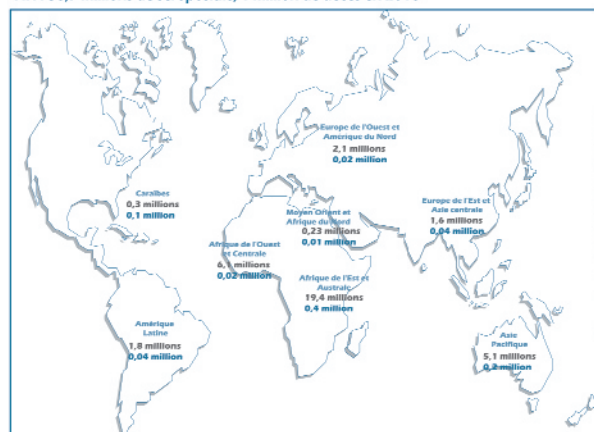 Europe de l'Ouest et
Amérique du Nord
2,1 millions
0,02 million
Caraïbes
0,3 millions
0,1 million
Europe de l'Est et
Asie centrale
1,6 millions
0,04 million
Moyen Orient et
Afrique du Nord
0,23 millions
0,01 million
Afrique de l'Ouest
et Centrale
6,1 millions
0,02 million
Afrique de l'Est et
Australe
19,4 millions
0,4 million
Amérique
Latine
1,8 millions
0,04 million
Asie
Pacifique
5,1 millions
0,2 million